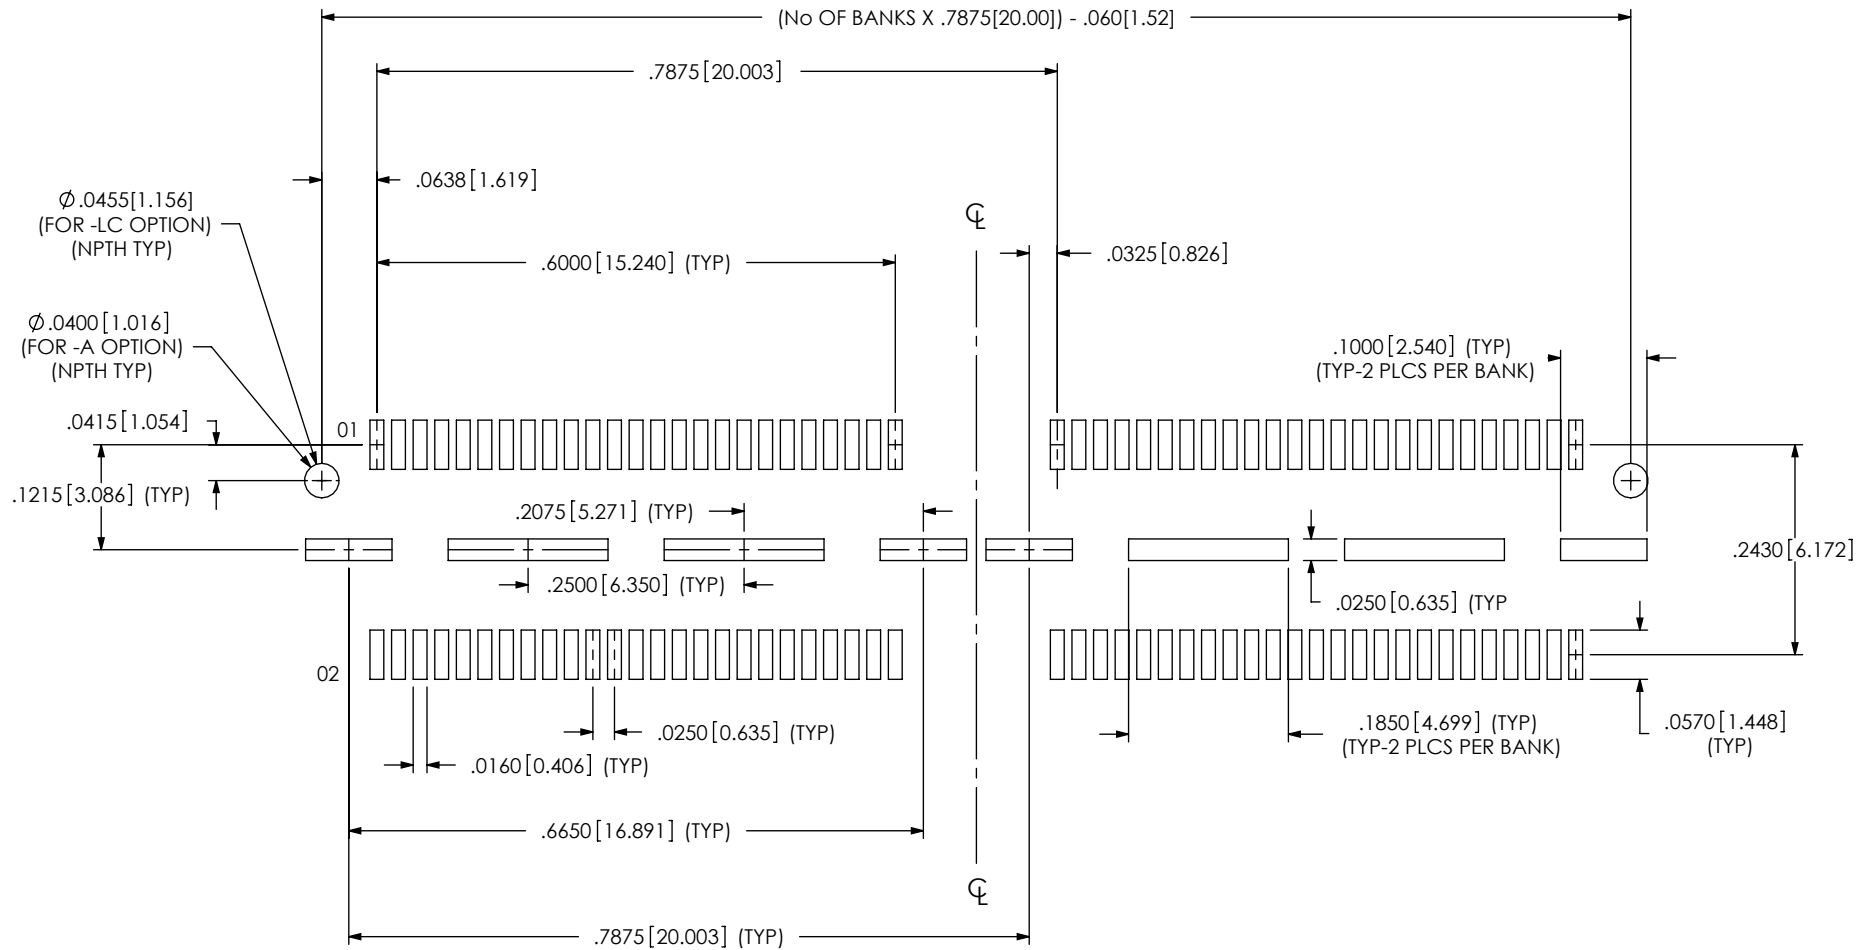 (No OF BANKS X .7875[20.00]) - .060[1.52]
.7875[20.003]
.0638[1.619]
Ø.0455[1.156]
(FOR -LC OPTION)
(NPTH TYP)
℄
.6000[15.240] (TYP)
.0325[0.826]
Ø.0400[1.016]
(FOR -A OPTION)
(NPTH TYP)
.1000[2.540] (TYP)
(TYP-2 PLCS PER BANK)
.0415[1.054]
01
.1215[3.086] (TYP)
.2075[5.271] (TYP)
.2430[6.172]
.2500[6.350] (TYP)
.0250[0.635] (TYP
02
.0250[0.635] (TYP)
.1850[4.699] (TYP)
(TYP-2 PLCS PER BANK)
.0570[1.448]
(TYP)
.0160[0.406] (TYP)
.6650[16.891] (TYP)
℄
.7875[20.003] (TYP)